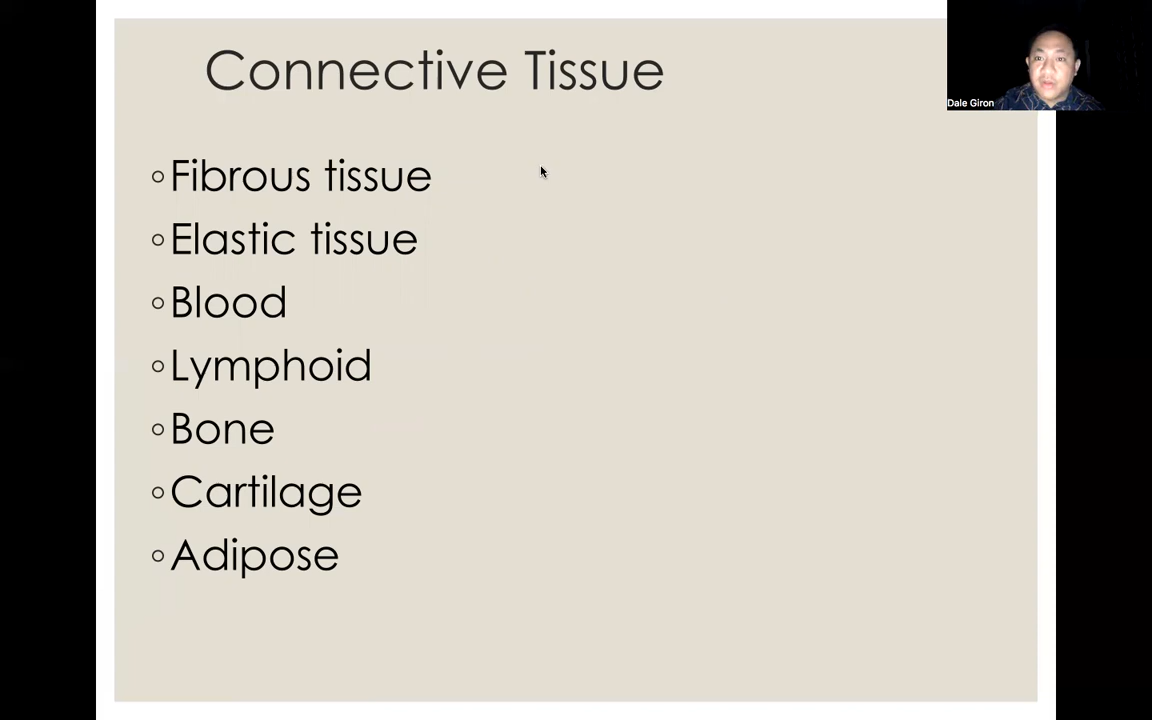 Connective Tissue
Dale Giron
Fibrous tissue
Elastic tissue
Blood
Lymphoid
Bone
Cartilage
Adipose